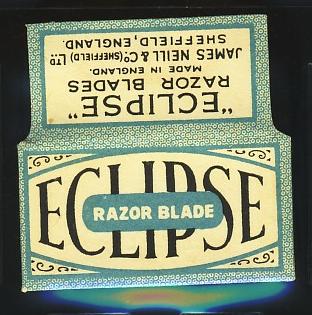 "ECLIPSE"
RAZOR BLADES
MADE IN ENGLAND.
JAMES NEILL & Co (SHEFFIELD) LTD
SHEFFIELD, ENGLAND.
ECLIPSE
RAZOR BLADE